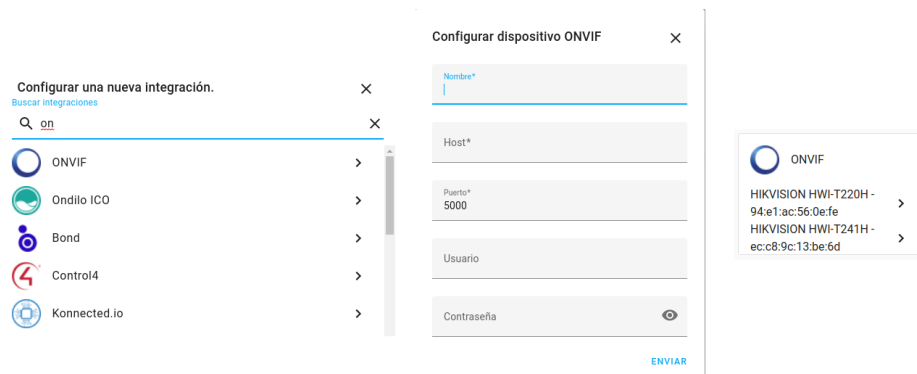 Configurar una nueva integración.
Buscar integraciones
on
ONVIF
Ondilo ICO
Bond
Control4
Konnected.io
Configurar dispositivo ONVIF
Nombre*
Host*
Puerto*
5000
Usuario
Contraseña
ENVIAR
ONVIF
HIKVISION HWI-T220H -
94:e1:ac:56:0e:fe
HIKVISION HWI-T241H -
ec:c8:9c:13:be:6d